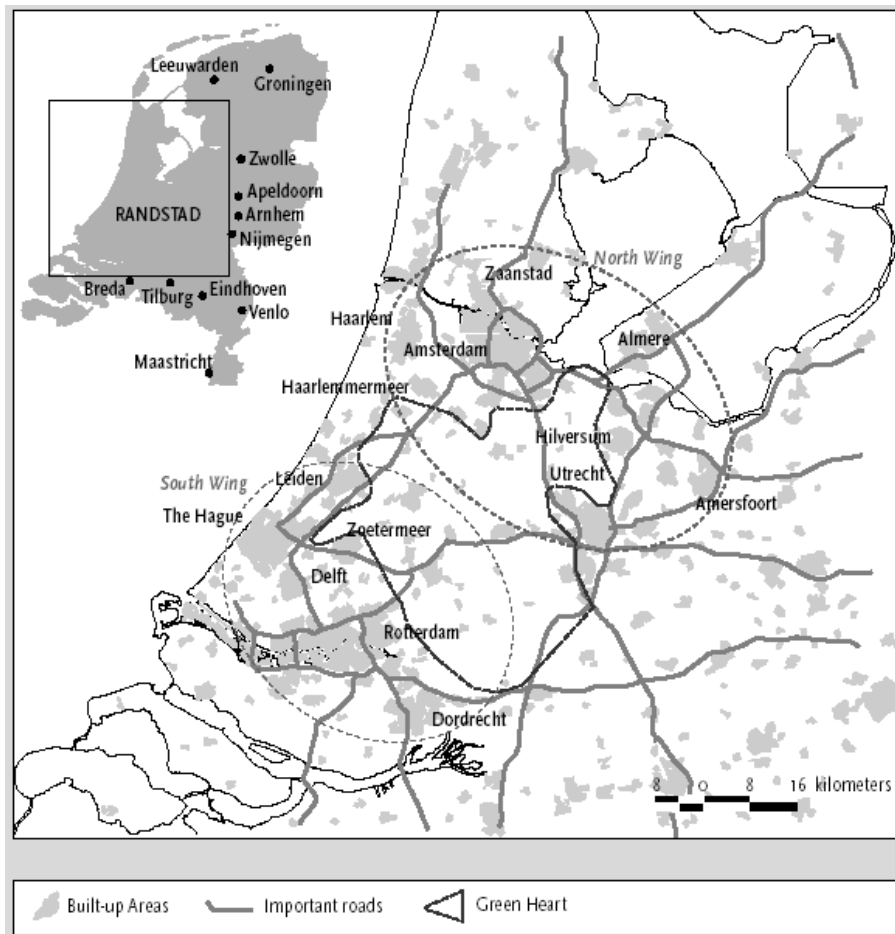 Leeuwarden
Groningen
Zwolle
Apeldoorn
RANDSTAD
Arnhem
Nijmegen
Breda
Tilburg
Eindhoven
Venlo
Maastricht
North Wing
Zaanstad
Haarlem
Amsterdam
Almere
Haarlemmermeer
Hilversum
Utrecht
Amersfoort
South Wing
Leiden
The Hague
Zoetermeer
Delft
Rotterdam
Dordrecht
8 0 8 16 kilometers
Built-up Areas
Important roads
Green Heart